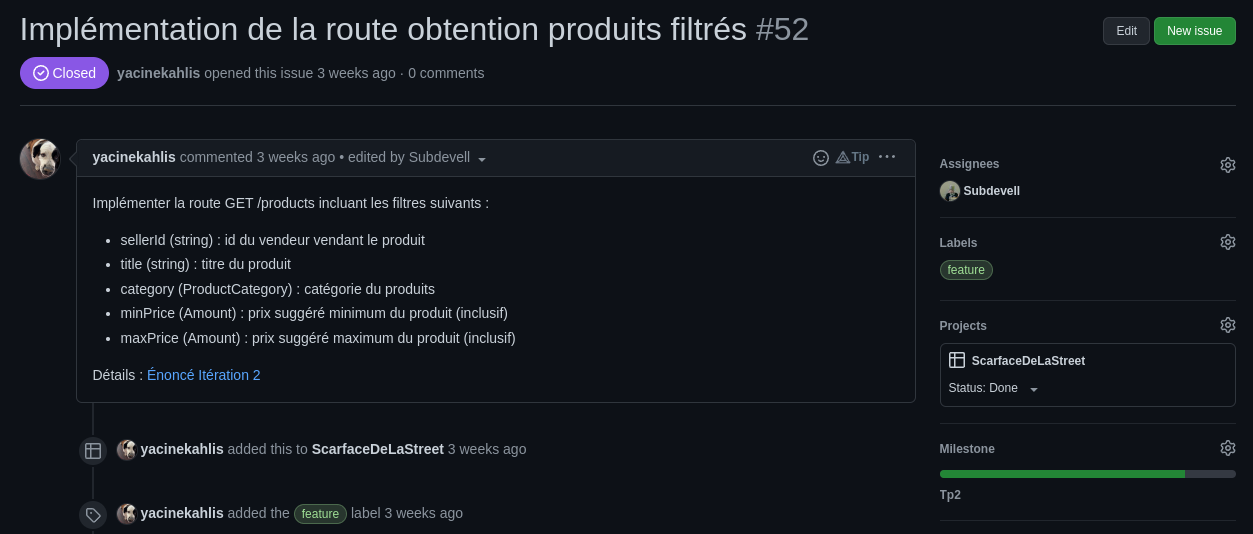 Implémentation de la route obtention produits filtrés #52
Edit
New issue
Closed
yacinekahlis opened this issue 3 weeks ago · 0 comments
yacinekahlis commented 3 weeks ago • edited by Subdevell
Tip
Implémenter la route GET /products incluant les filtres suivants :
• sellerId (string) : id du vendeur vendant le produit
• title (string) : titre du produit
• category (ProductCategory) : catégorie du produits
• minPrice (Amount) : prix suggéré minimum du produit (inclusif)
• maxPrice (Amount) : prix suggéré maximum du produit (inclusif)
Détails : Énoncé Itération 2
yacinekahlis added this to ScarfaceDeLaStreet 3 weeks ago
yacinekahlis added the feature label 3 weeks ago
Assignees
Subdevell
Labels
feature
Projects
ScarfaceDeLaStreet
Status: Done
Milestone
Tp2